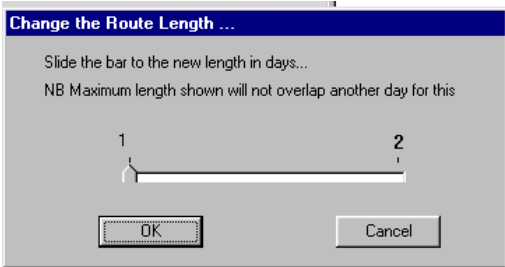 Change the Route Length ...
Slide the bar to the new length in days...
NB Maximum length shown will not overlap another day for this
1 2
OK Cancel